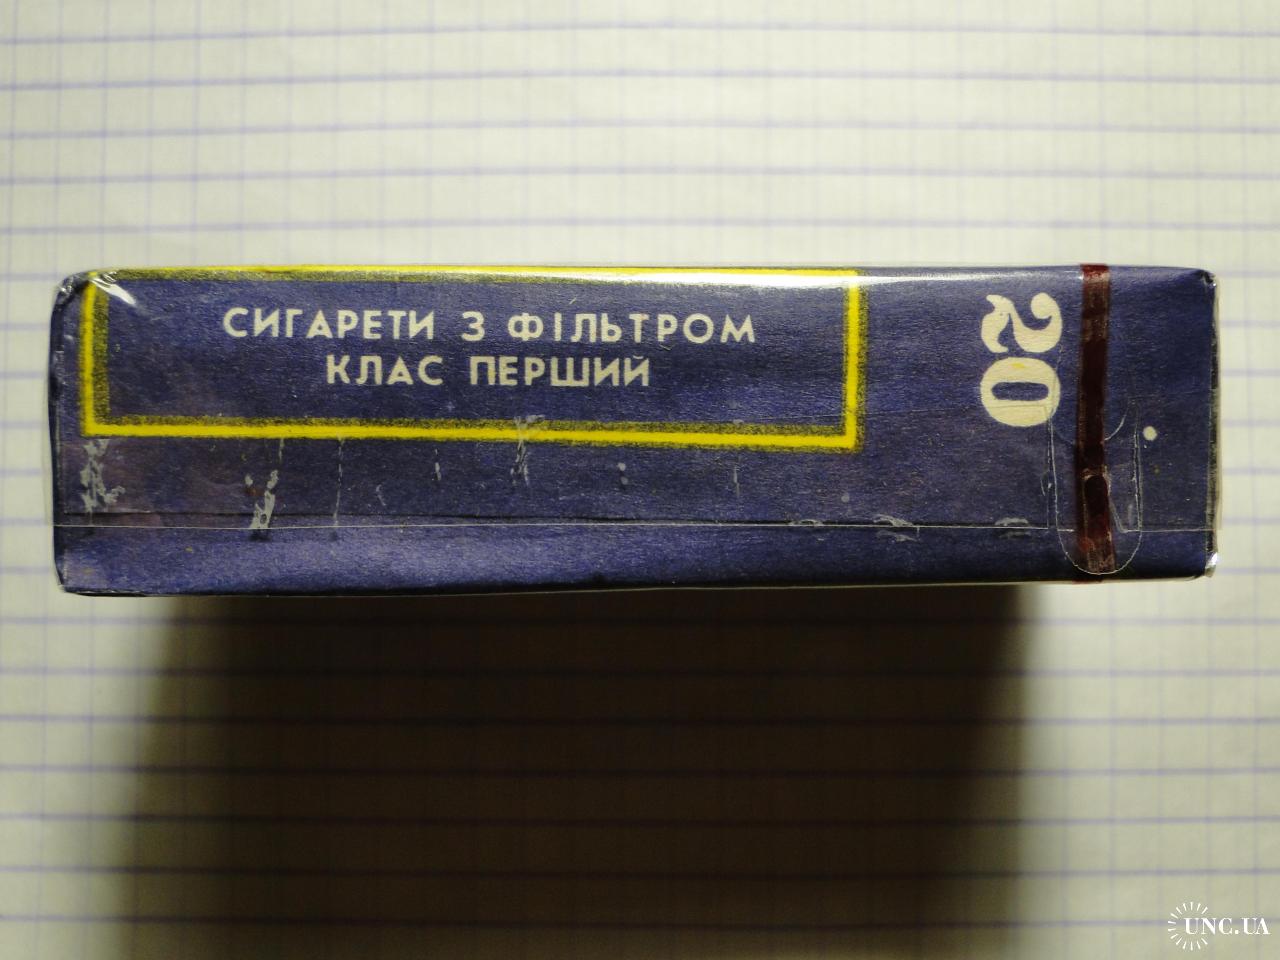 СИГАРЕТИ З ФІЛЬТРОМ
КЛАС ПЕРШИЙ
20
UNC.UA